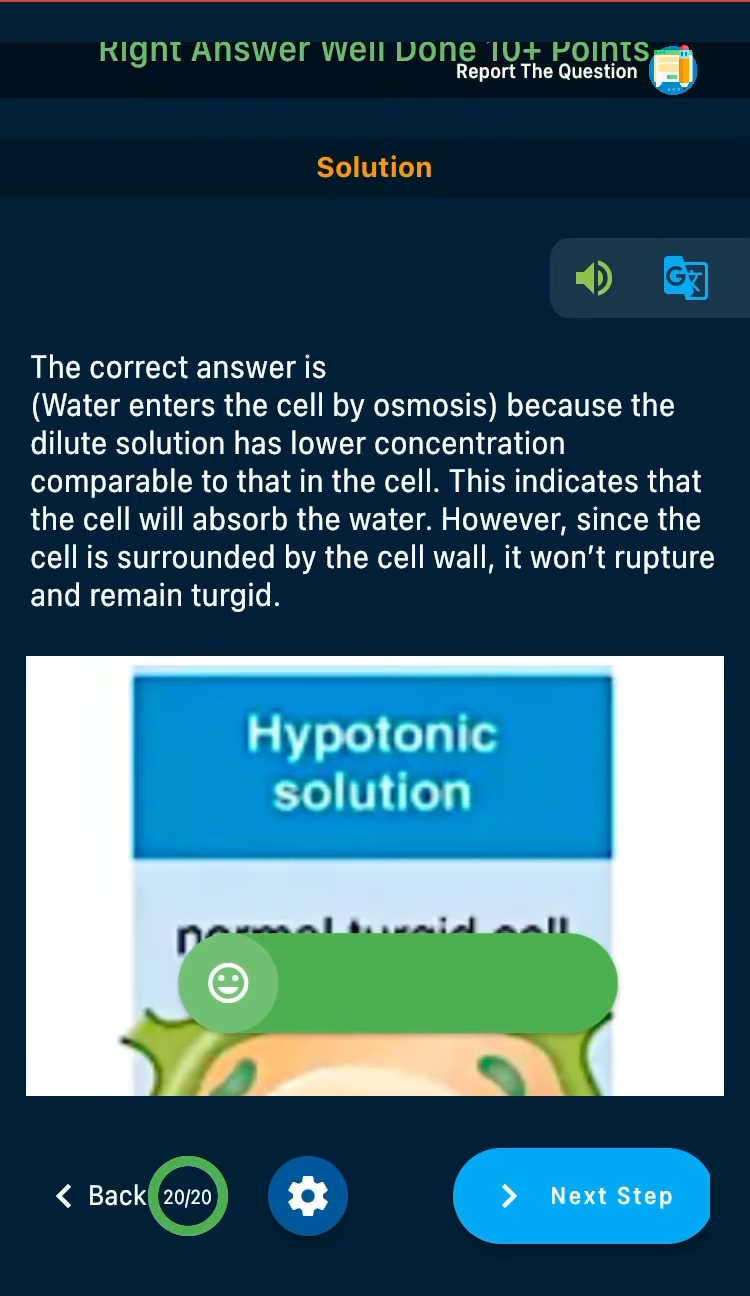 Right Answer Well Done 10+ Points
Report The Question
Solution
The correct answer is
(Water enters the cell by osmosis) because the
dilute solution has lower concentration
comparable to that in the cell. This indicates that
the cell will absorb the water. However, since the
cell is surrounded by the cell wall, it won’t rupture
and remain turgid.
Hypotonic
solution
normal turgid cell
Back
20/20
Next Step